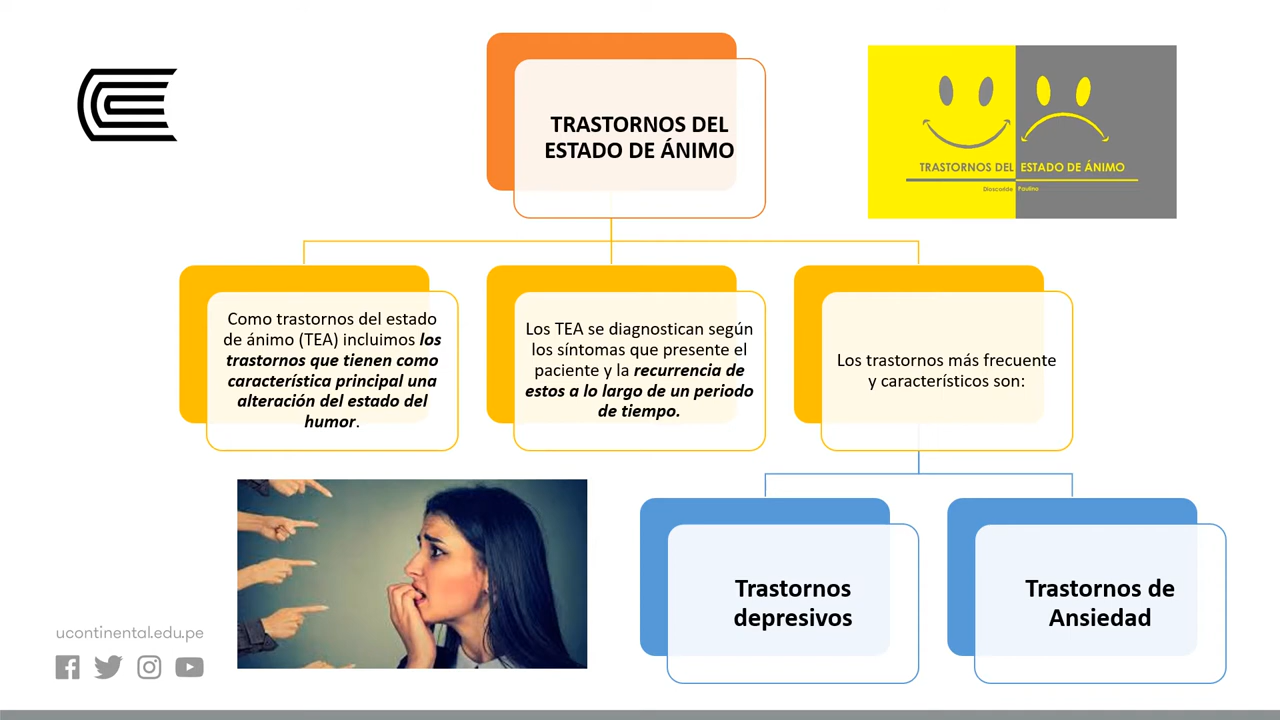 TRASTORNOS DEL
ESTADO DE ÁNIMO
TRASTORNOS DEL ESTADO DE ÁNIMO
Dioscoéde Paulino
Como trastornos del estado
de ánimo (TEA) incluimos los
trastornos que tienen como
característica principal una
alteración del estado del
humor.
Los TEA se diagnostican según
los síntomas que presente el
paciente y la recurrencia de
estos a lo largo de un periodo
de tiempo.
Los trastornos más frecuente
y característicos son:
Trastornos
depresivos
Trastornos de
Ansiedad
ucontinental.edu.pe